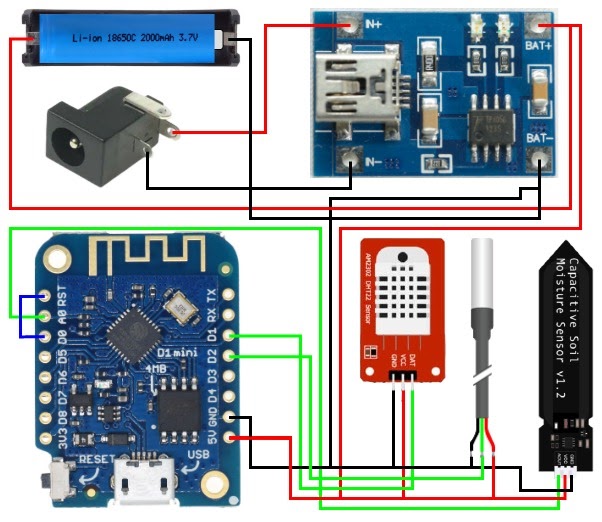 Li-ion 18650C 2000mAh 3.7V
IN+
BAT+
IN-
BAT-
RST
A0
D0
D5
D6
D7
D8
3V3
TX
RX
D1
D2
D3
D4
GND
5V
D1 mini
4MB
RESET
USB
AM2302 DHT22 Sensor
GND
VCC
DAT
Capacitive Soil
Moisture Sensor v1.2
AOUT
VCC
GND